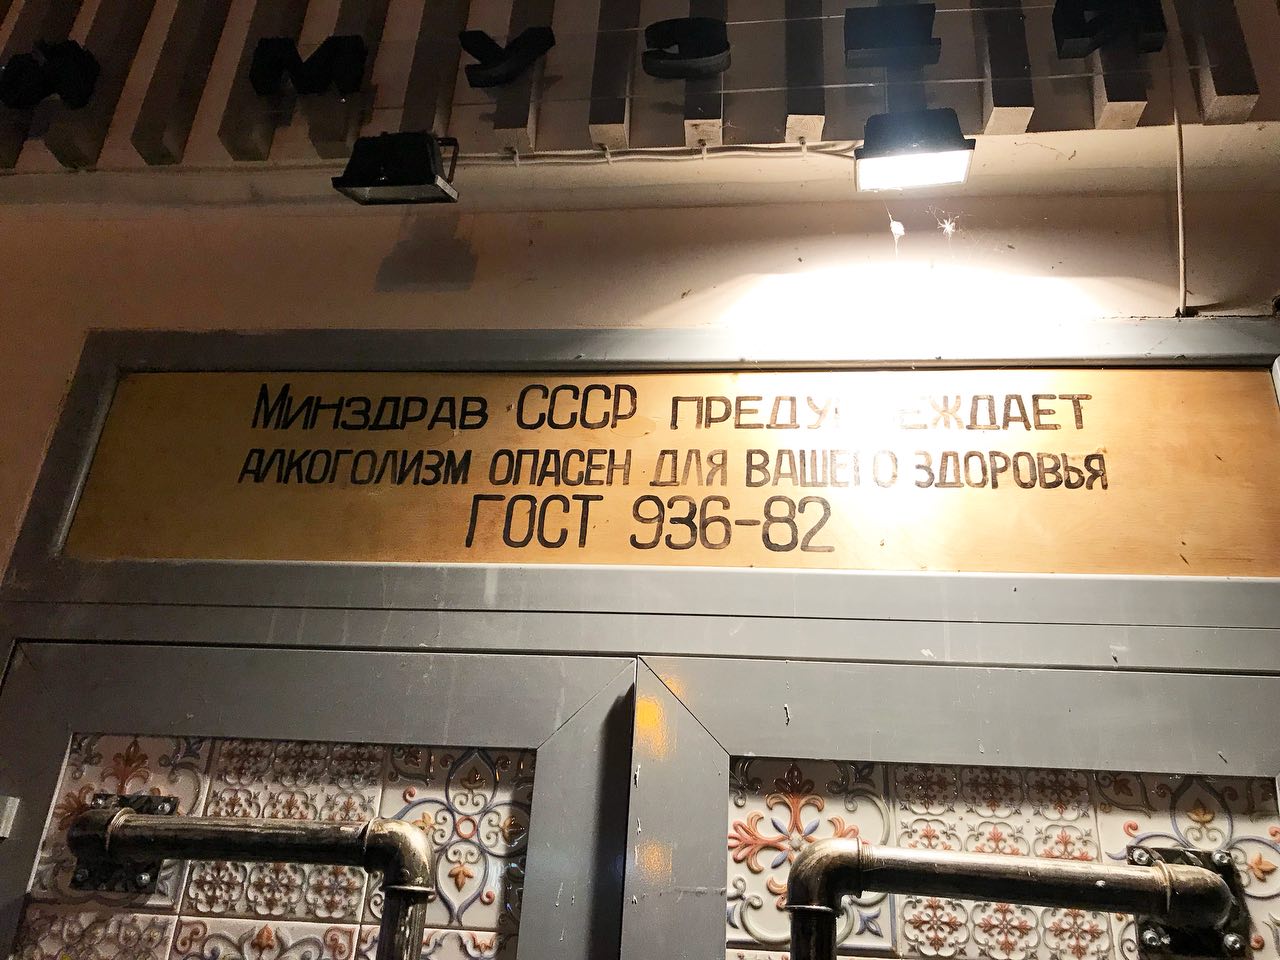 Минздрав СССР предупреждает
алкоголизм опасен для вашего здоровья
ГОСТ 936-82